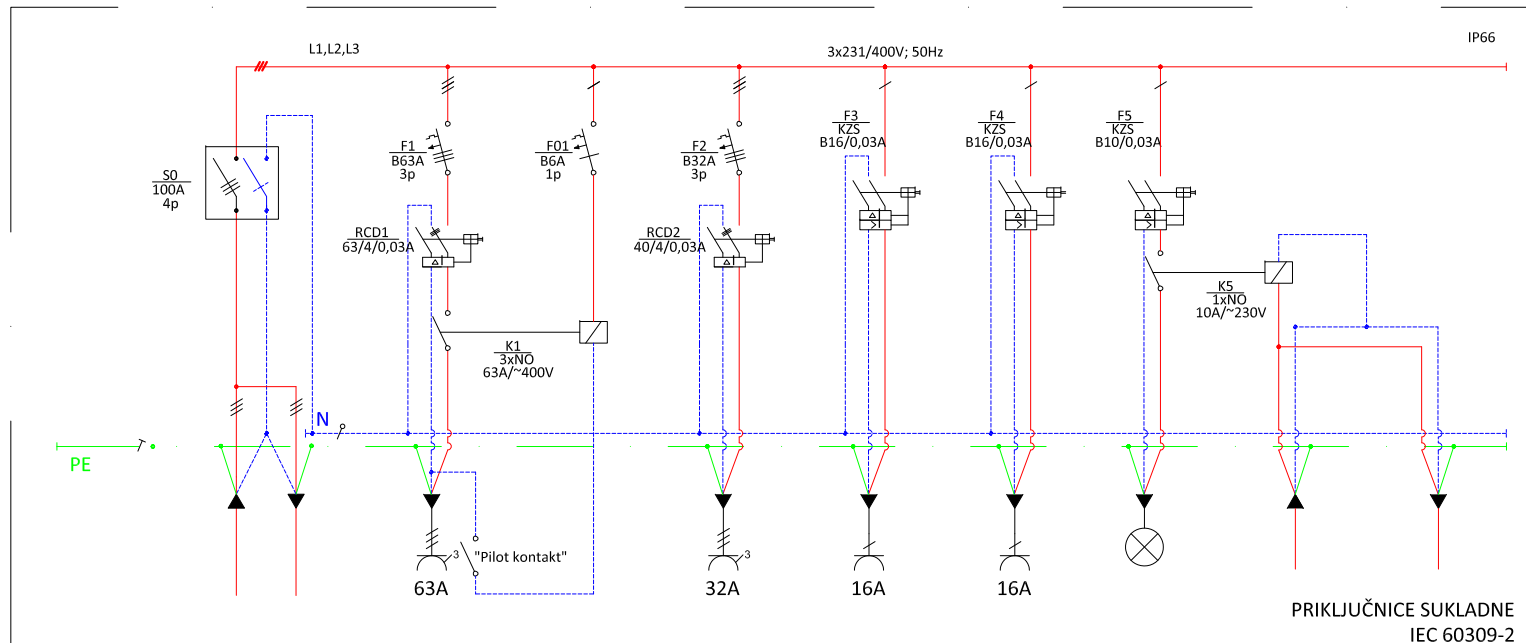 L1,L2,L3
3x231/400V; 50Hz
IP66
S0
100A
4p
F1
B63A
3p
F01
B6A
1p
F2
B32A
3p
F3
KZS
B16/0,03A
F4
KZS
B16/0,03A
F5
KZS
B10/0,03A
RCD1
63/4/0,03A
RCD2
40/4/0,03A
K1
3xNO
63A/~400V
K5
1xNO
10A/~230V
N
PE
3
"Pilot kontakt"
3
63A
32A
16A
16A
PRIKLJUČNICE SUKLADNE
IEC 60309-2